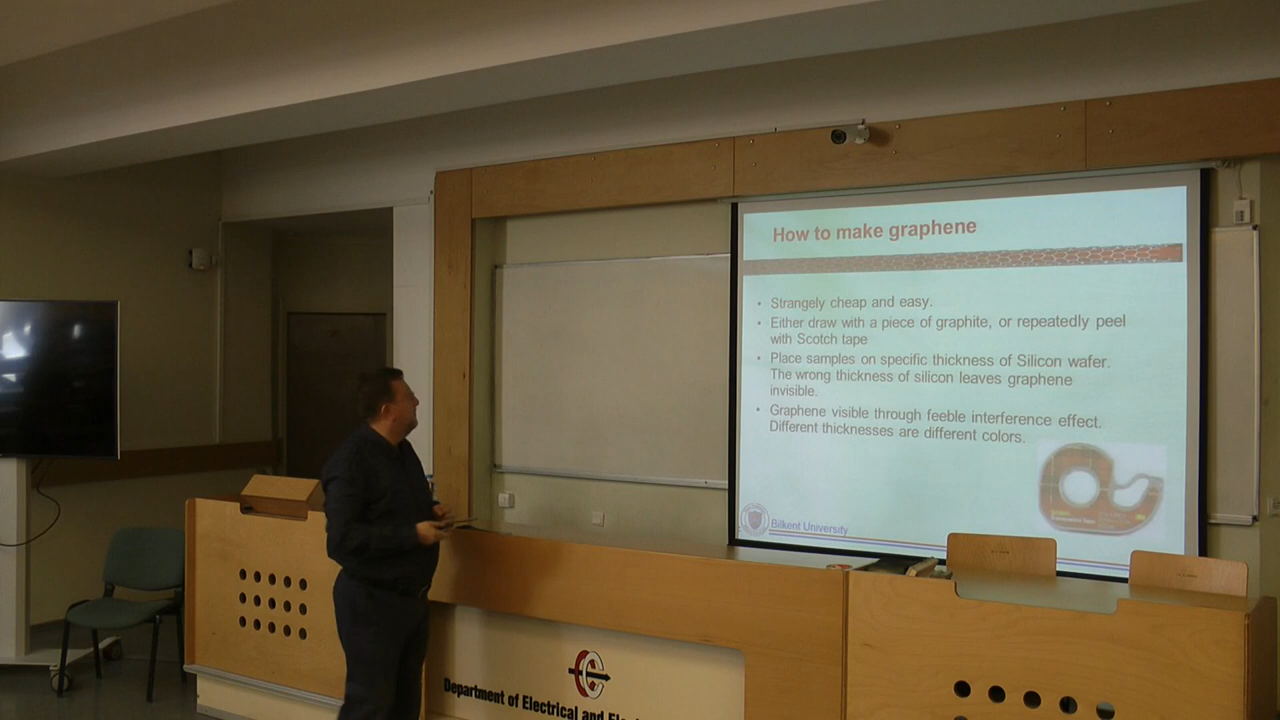 How to make graphene
• Strangely cheap and easy.
• Either draw with a piece of graphite, or repeatedly peel
with Scotch tape
• Place samples on specific thickness of Silicon wafer.
The wrong thickness of silicon leaves graphene
invisible.
• Graphene visible through feeble interference effect.
Different thicknesses are different colors.
Bilkent University
Department of Electrical and